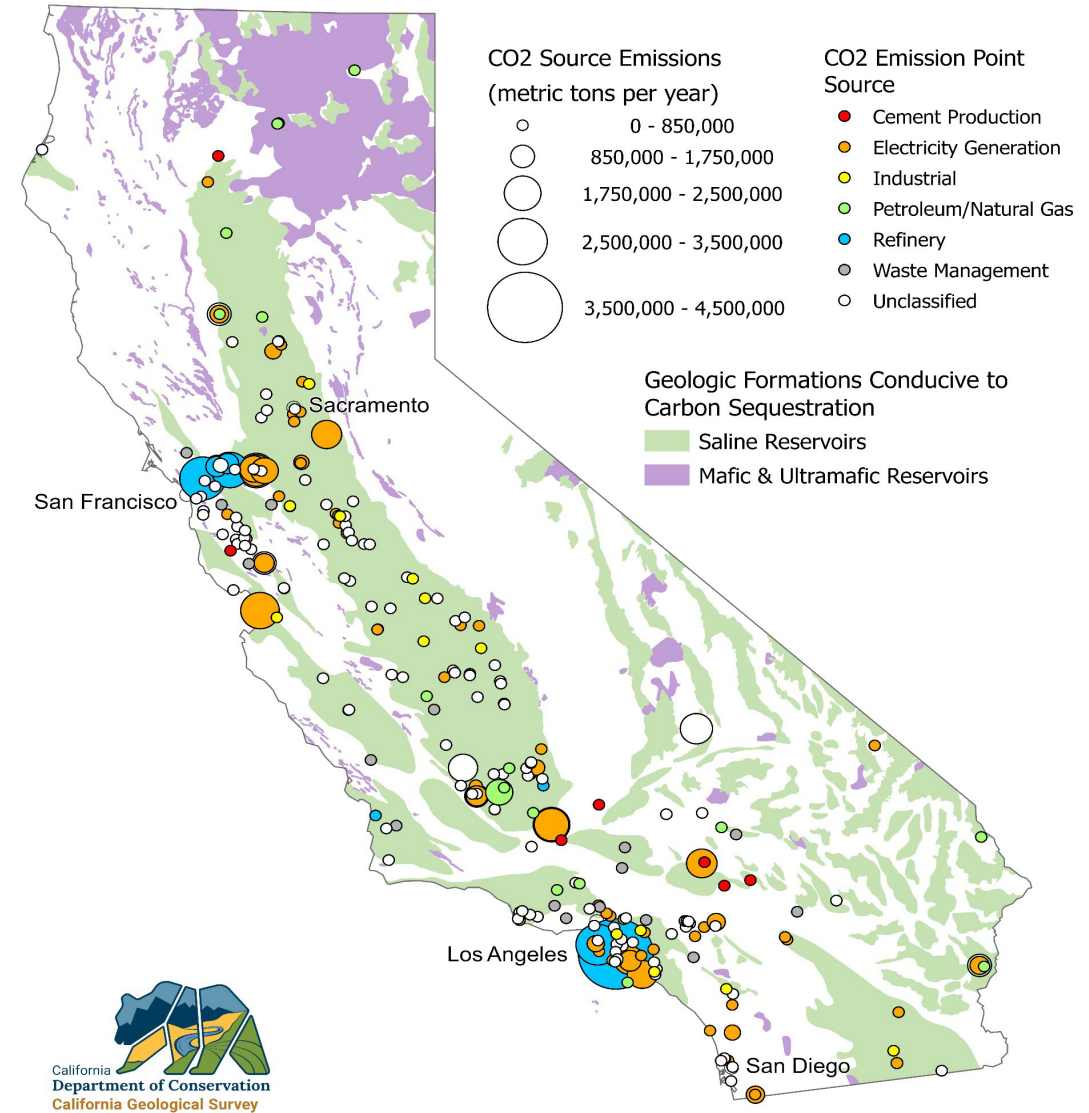 CO2 Source Emissions
(metric tons per year)
0 - 850,000
850,000 - 1,750,000
1,750,000 - 2,500,000
2,500,000 - 3,500,000
3,500,000 - 4,500,000
CO2 Emission Point
Source
Cement Production
Electricity Generation
Industrial
Petroleum/Natural Gas
Refinery
Waste Management
Unclassified
Geologic Formations Conducive to
Carbon Sequestration
Saline Reservoirs
Mafic & Ultramafic Reservoirs
Sacramento
San Francisco
Los Angeles
San Diego
California
Department of Conservation
California Geological Survey